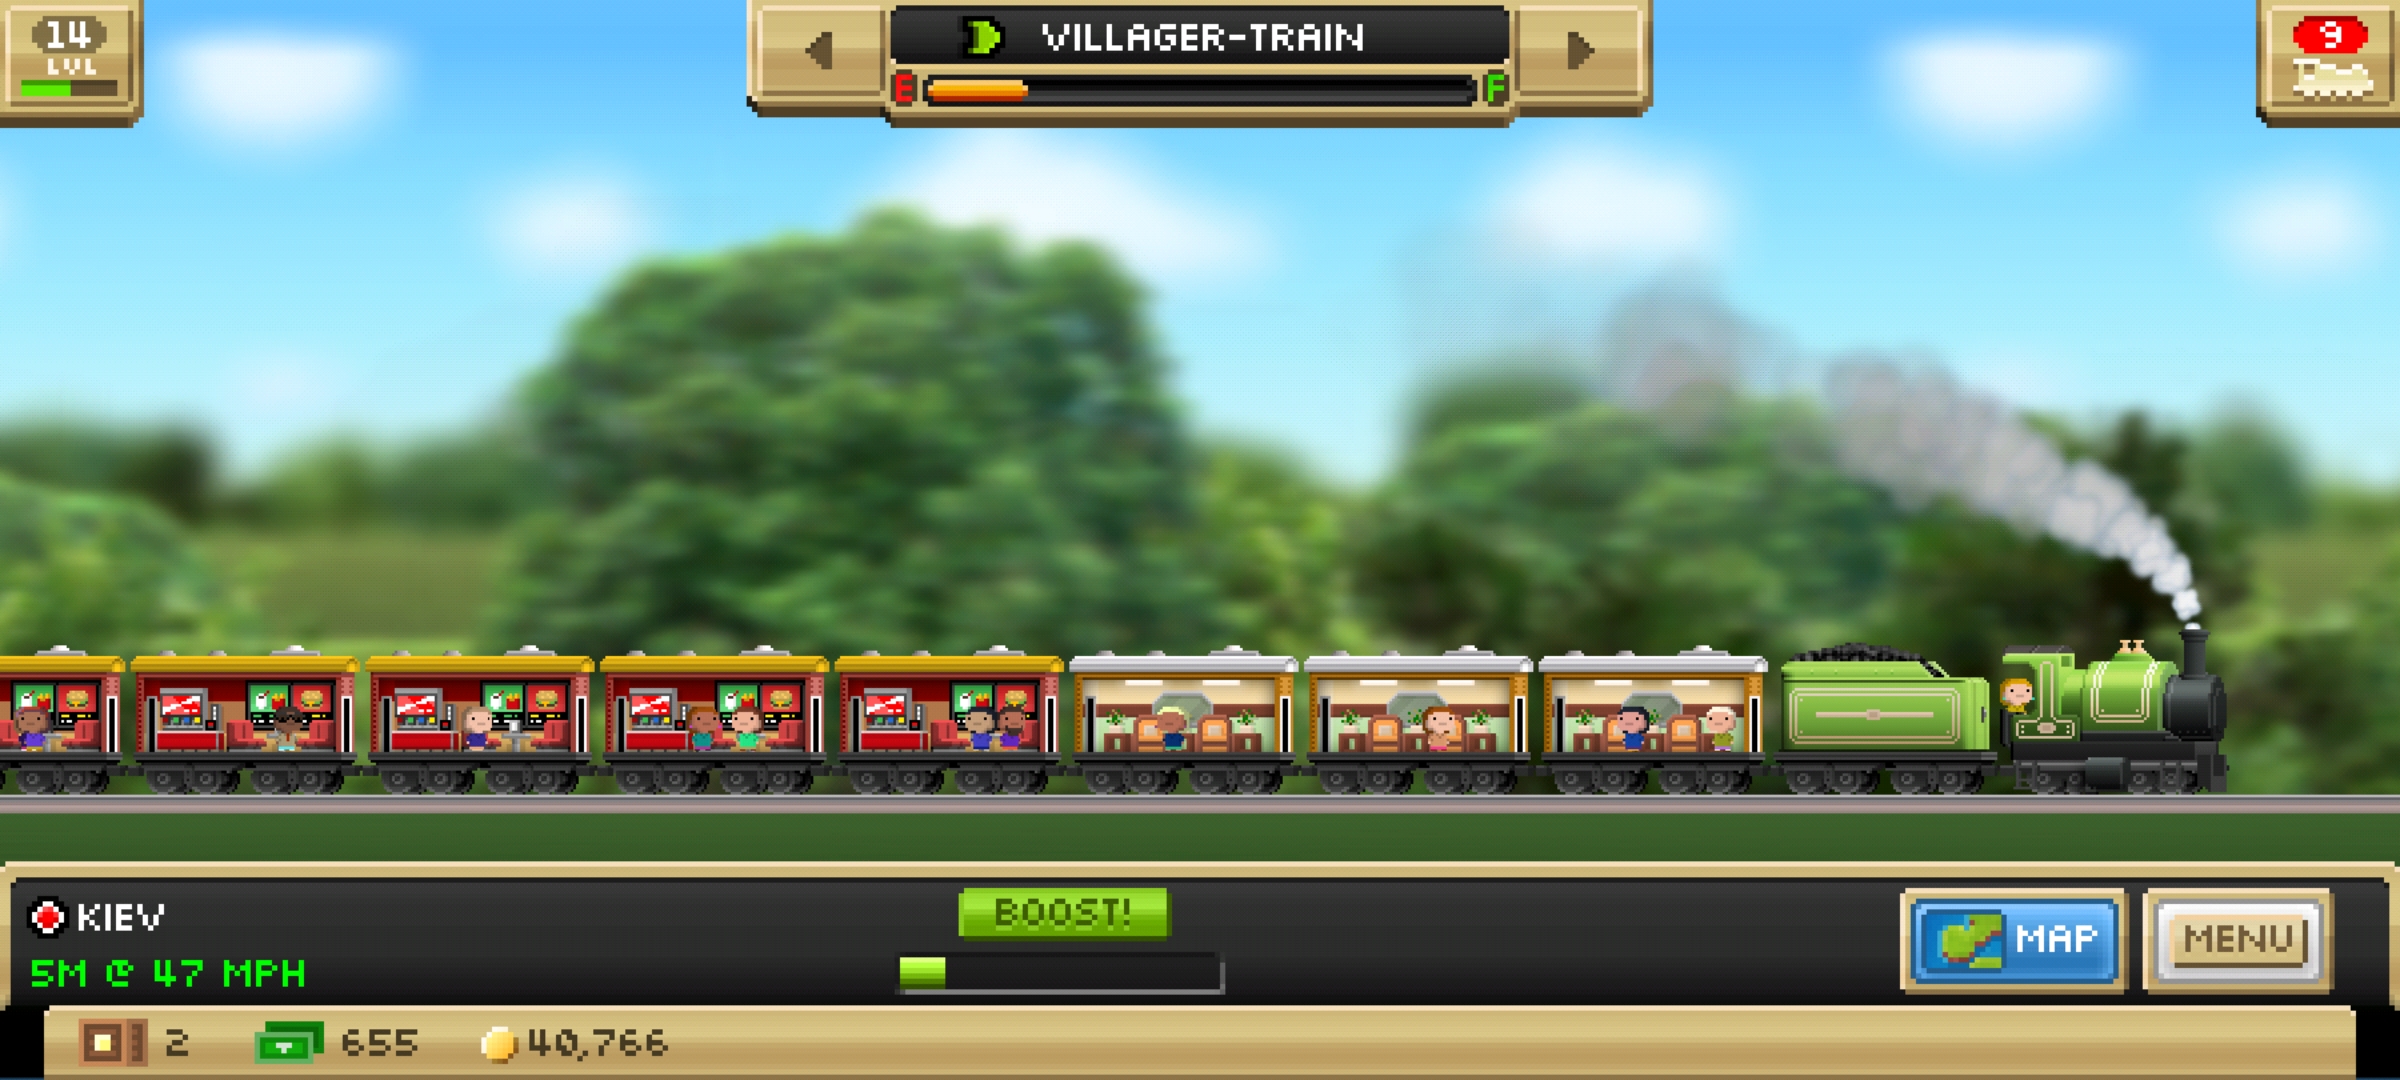 14
LVL
VILLAGER-TRAIN
E F
9
KIEV
5M @ 47 MPH
BOOST!
MAP
MENU
2
655
40,766